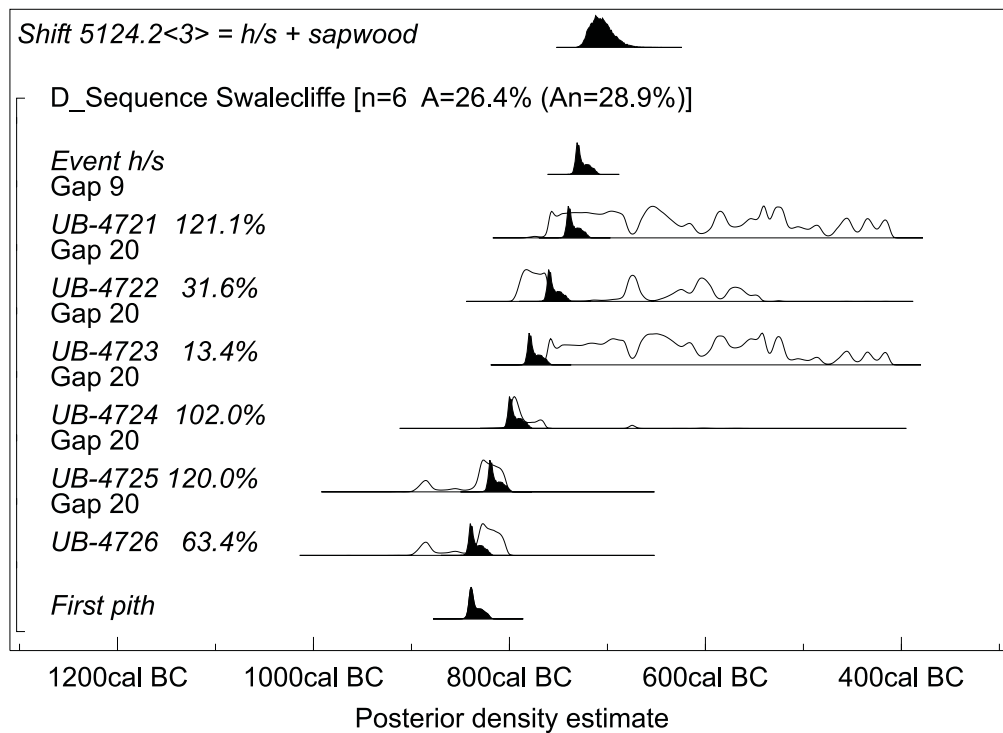 Shift 5124.2<3> = h/s + sapwood
D_Sequence Swalecliffe [n=6 A=26.4% (An=28.9%)]
Event h/s
Gap 9
UB-4721 121.1%
Gap 20
UB-4722 31.6%
Gap 20
UB-4723 13.4%
Gap 20
UB-4724 102.0%
Gap 20
UB-4725 120.0%
Gap 20
UB-4726 63.4%
First pith
1200cal BC 1000cal BC 800cal BC 600cal BC 400cal BC
Posterior density estimate